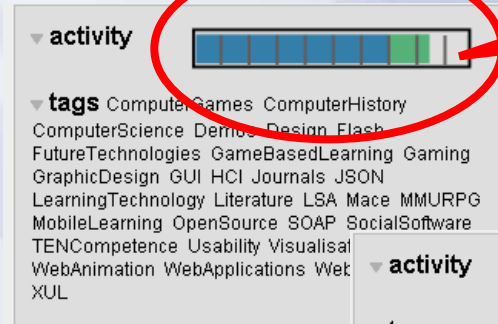 activity
tags ComputerGames ComputerHistory
ComputerScience Demos Design Flash
FutureTechnologies GameBasedLearning Gaming
GraphicDesign GUI HCI Journals JSON
LearningTechnology Literature LSA Mace MMURPG
MobileLearning OpenSource SOAP SocialSoftware
TENCompetence Usability
WebAnimation WebApplications
XUL
activity